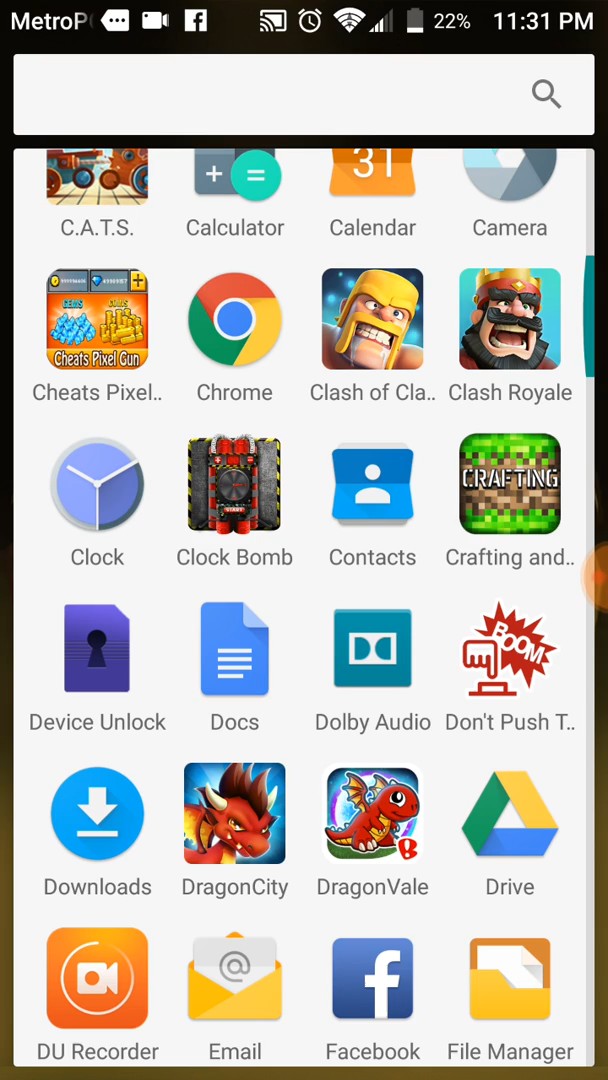 MetroP
22% 11:31 PM
31
C.A.T.S. Calculator Calendar Camera
GEMS COINS
Cheats Pixel Gun
Cheats Pixel.. Chrome Clash of Cla.. Clash Royale
START
CRAFTING
Clock Clock Bomb Contacts Crafting and..
BOOM!
Device Unlock Docs Dolby Audio Don't Push T..
B
Downloads DragonCity DragonVale Drive
@
f
DU Recorder Email Facebook File Manager